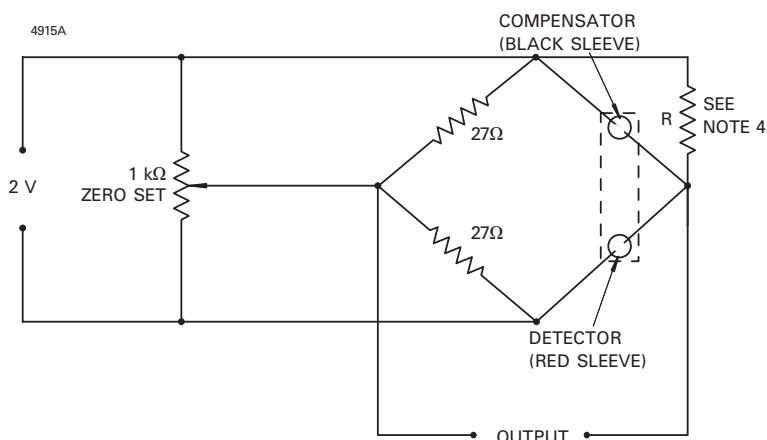 4915A
COMPENSATOR
(BLACK SLEEVE)
27Ω
R
SEE
NOTE 4
2 V
1 kΩ
ZERO SET
27Ω
DETECTOR
(RED SLEEVE)
OUTPUT